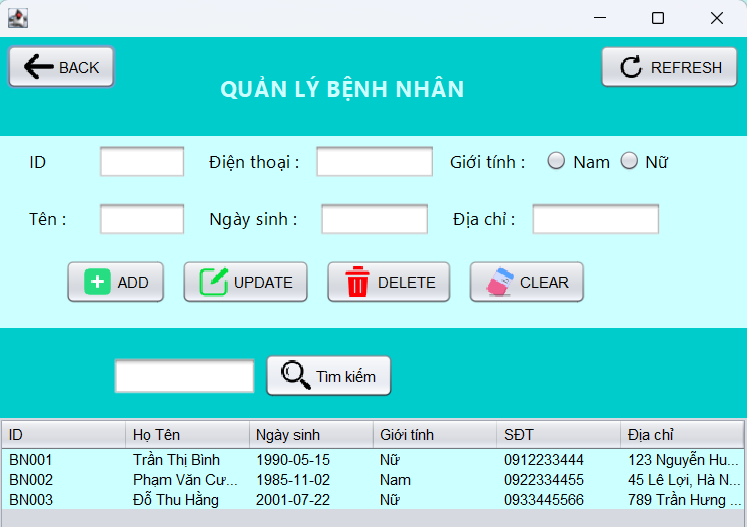 BACK
QUẢN LÝ BỆNH NHÂN
REFRESH
ID Điện thoại : Giới tính : Nam Nữ
Tên : Ngày sinh : Địa chỉ :
ADD UPDATE DELETE CLEAR
Tìm kiếm
ID Họ Tên Ngày sinh Giới tính SĐT Địa chỉ
BN001 Trần Thị Bình 1990-05-15 Nữ 0912233444 123 Nguyễn Hu...
BN002 Phạm Văn Cư... 1985-11-02 Nam 0922334455 45 Lê Lợi, Hà N...
BN003 Đỗ Thu Hằng 2001-07-22 Nữ 0933445566 789 Trần Hưng ...